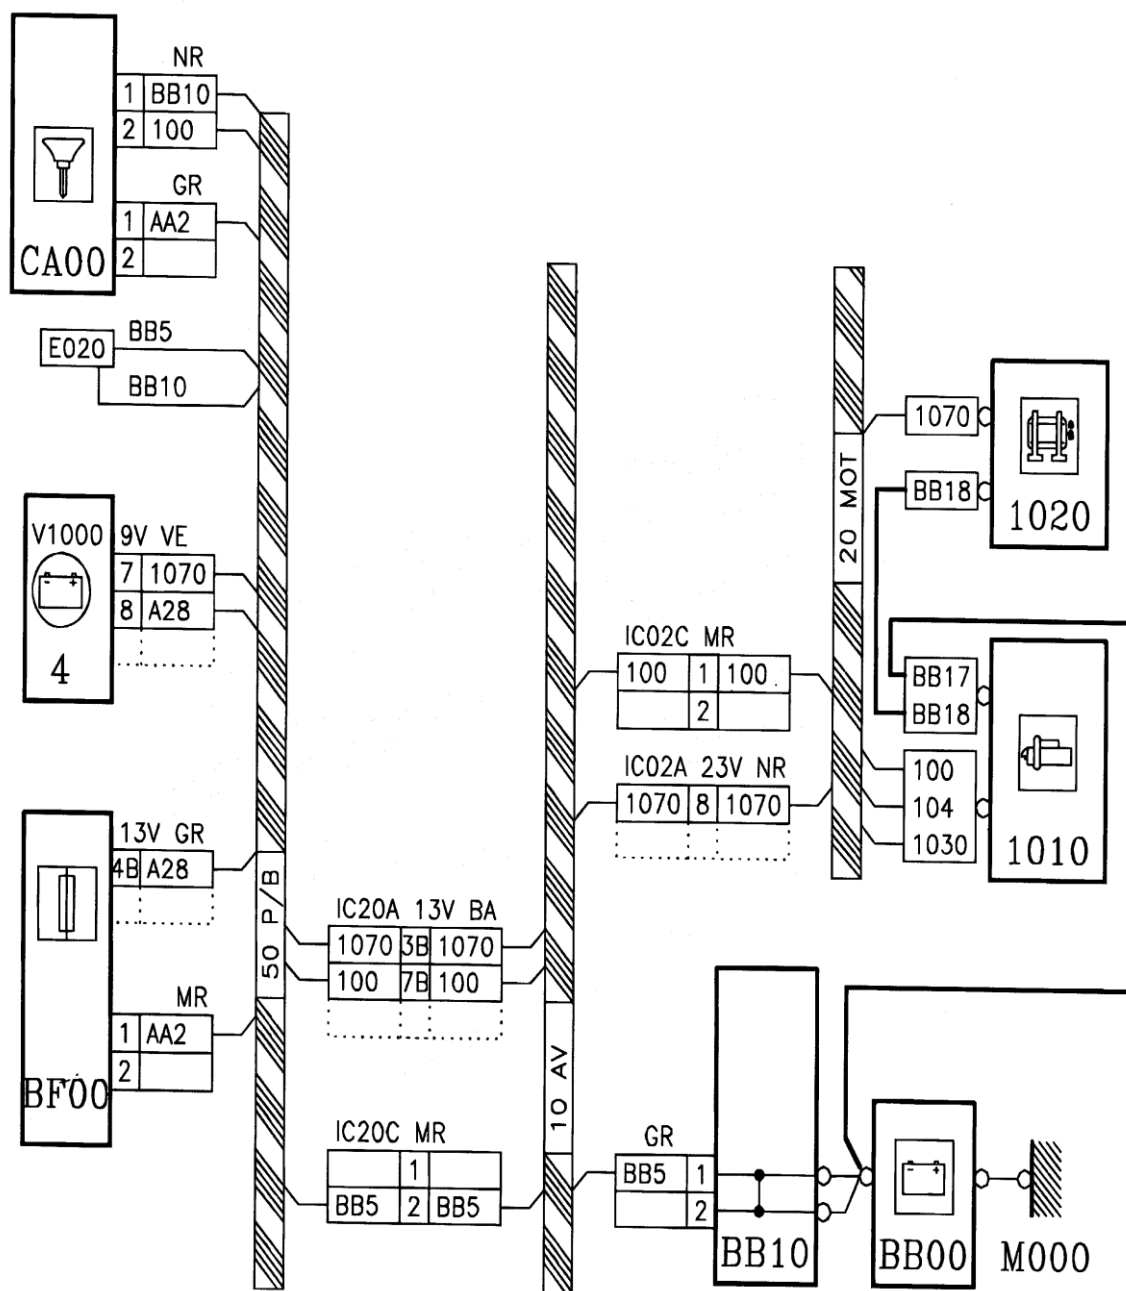 NR
1 BB10
2 100
GR
1 AA2
2
CA00
E020
BB5
BB10
V1000
9V VE
7 1070
8 A28
4
13V GR
4B A28
MR
1 AA2
2
BF00
50 P/B
IC20A 13V BA
1070 3B 1070
100 7B 100
IC20C MR
1
BB5 2 BB5
10 AV
IC02C MR
100 1 100
2
IC02A 23V NR
1070 8 1070
20 MOT
1070
BB18
1020
BB17
BB18
100
104
1030
1010
GR
BB5 1
2
BB10
BB00
M000